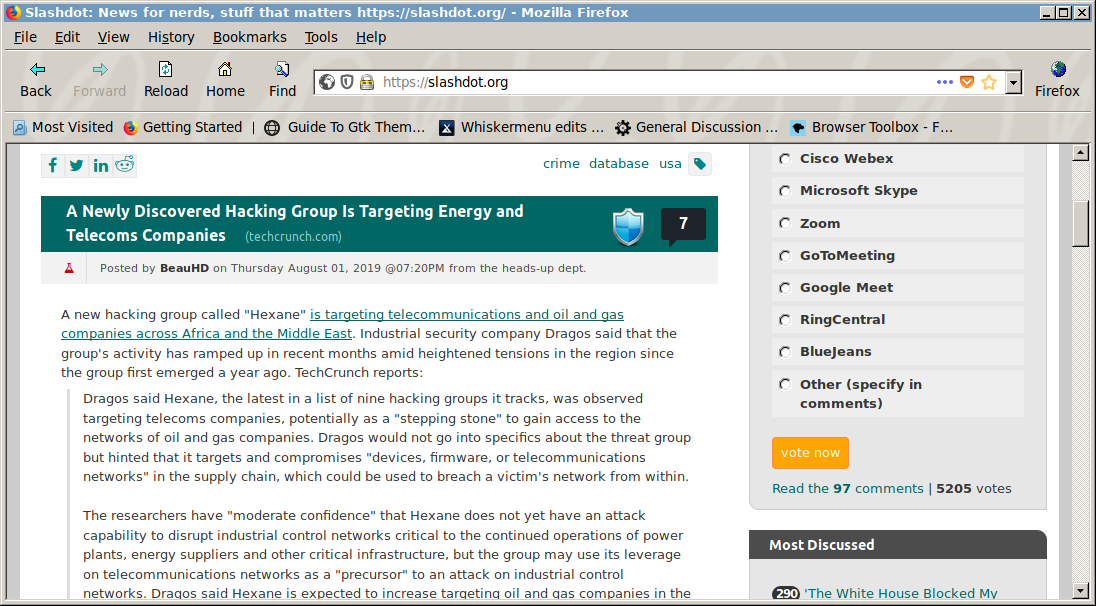 Slashdot: News for nerds, stuff that matters https://slashdot.org/ - Mozilla Firefox
File Edit View History Bookmarks Tools Help
Back Forward Reload Home Find https://slashdot.org Firefox
Most Visited Getting Started | Guide To Gtk Them... Whiskermenu edits ... General Discussion ... Browser Toolbox - F...
crime database usa
A Newly Discovered Hacking Group Is Targeting Energy and
Telecoms Companies (techcrunch.com)
7
Posted by BeauHD on Thursday August 01, 2019 @07:20PM from the heads-up dept.
A new hacking group called "Hexane" is targeting telecommunications and oil and gas
companies across Africa and the Middle East. Industrial security company Dragos said that the
group's activity has ramped up in recent months amid heightened tensions in the region since
the group first emerged a year ago. TechCrunch reports:
Dragos said Hexane, the latest in a list of nine hacking groups it tracks, was observed
targeting telecoms companies, potentially as a "stepping stone" to gain access to the
networks of oil and gas companies. Dragos would not go into specifics about the threat group
but hinted that it targets and compromises "devices, firmware, or telecommunications
networks" in the supply chain, which could be used to breach a victim's network from within.
The researchers have "moderate confidence" that Hexane does not yet have an attack
capability to disrupt industrial control networks critical to the continued operations of power
plants, energy suppliers and other critical infrastructure, but the group may use its leverage
on telecommunications networks as a "precursor" to an attack on industrial control
networks. Dragos said Hexane is expected to increase targeting oil and gas companies in the
Cisco Webex
Microsoft Skype
Zoom
GoToMeeting
Google Meet
RingCentral
BlueJeans
Other (specify in
comments)
vote now
Read the 97 comments | 5205 votes
Most Discussed
290 'The White House Blocked My